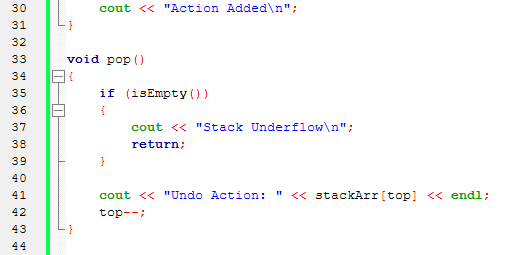 30 cout << "Action Added\n";
31 }
32
33 void pop()
34 {
35 if (isEmpty())
36 {
37 cout << "Stack Underflow\n";
38 return;
39 }
40
41 cout << "Undo Action: " << stackArr[top] << endl;
42 top--;
43 }
44